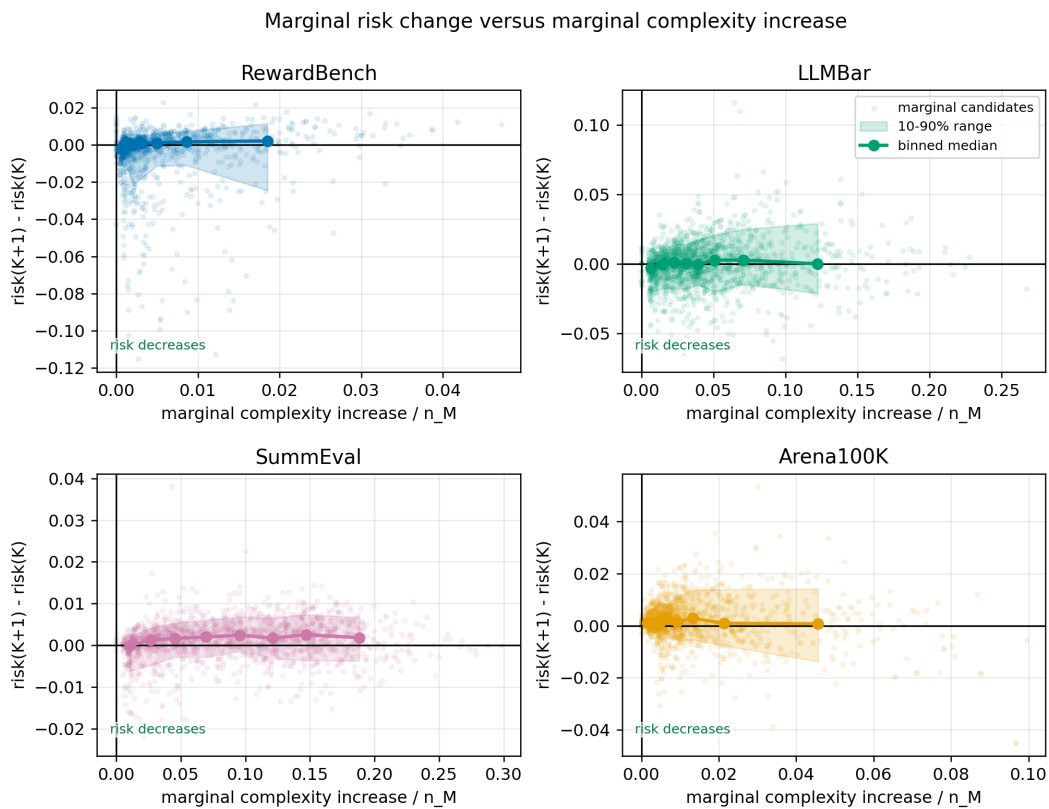 Marginal risk change versus marginal complexity increase
RewardBench
0.02
0.00
−0.02
−0.04
−0.06
−0.08
−0.10
−0.12
risk(K+1) - risk(K)
risk decreases
0.00
0.01
0.02
0.03
0.04
marginal complexity increase / n_M
LLMBar
marginal candidates
10-90% range
binned median
0.10
0.05
0.00
−0.05
risk(K+1) - risk(K)
risk decreases
0.00
0.05
0.10
0.15
0.20
0.25
marginal complexity increase / n_M
SummEval
0.04
0.03
0.02
0.01
0.00
−0.01
−0.02
risk(K+1) - risk(K)
risk decreases
0.00
0.05
0.10
0.15
0.20
0.25
0.30
marginal complexity increase / n_M
Arena100K
0.04
0.02
0.00
−0.02
−0.04
risk(K+1) - risk(K)
risk decreases
0.00
0.02
0.04
0.06
0.08
0.10
marginal complexity increase / n_M